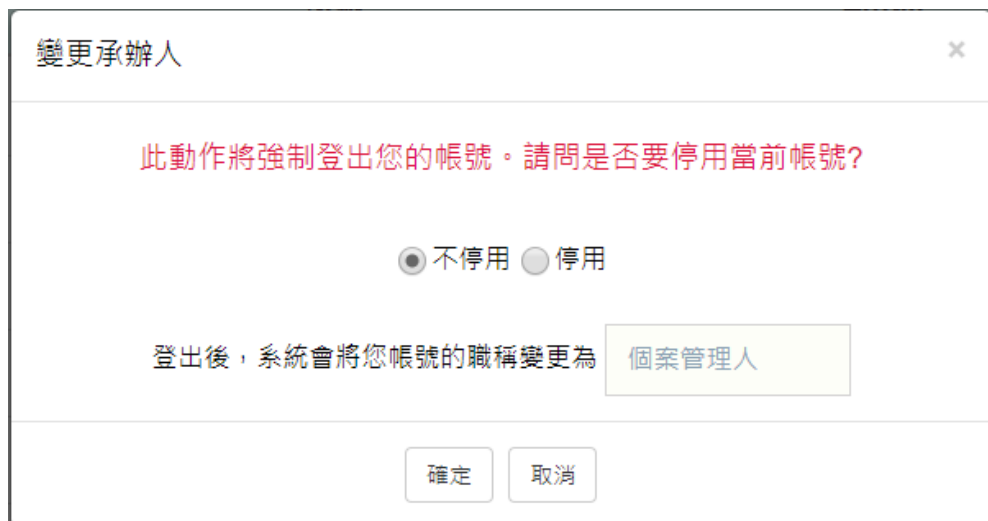 變更承辦人 ×
此動作將強制登出您的帳號。請問是否要停用當前帳號?
不停用 停用
登出後，系統會將您帳號的職稱變更為 個案管理人
確定 取消